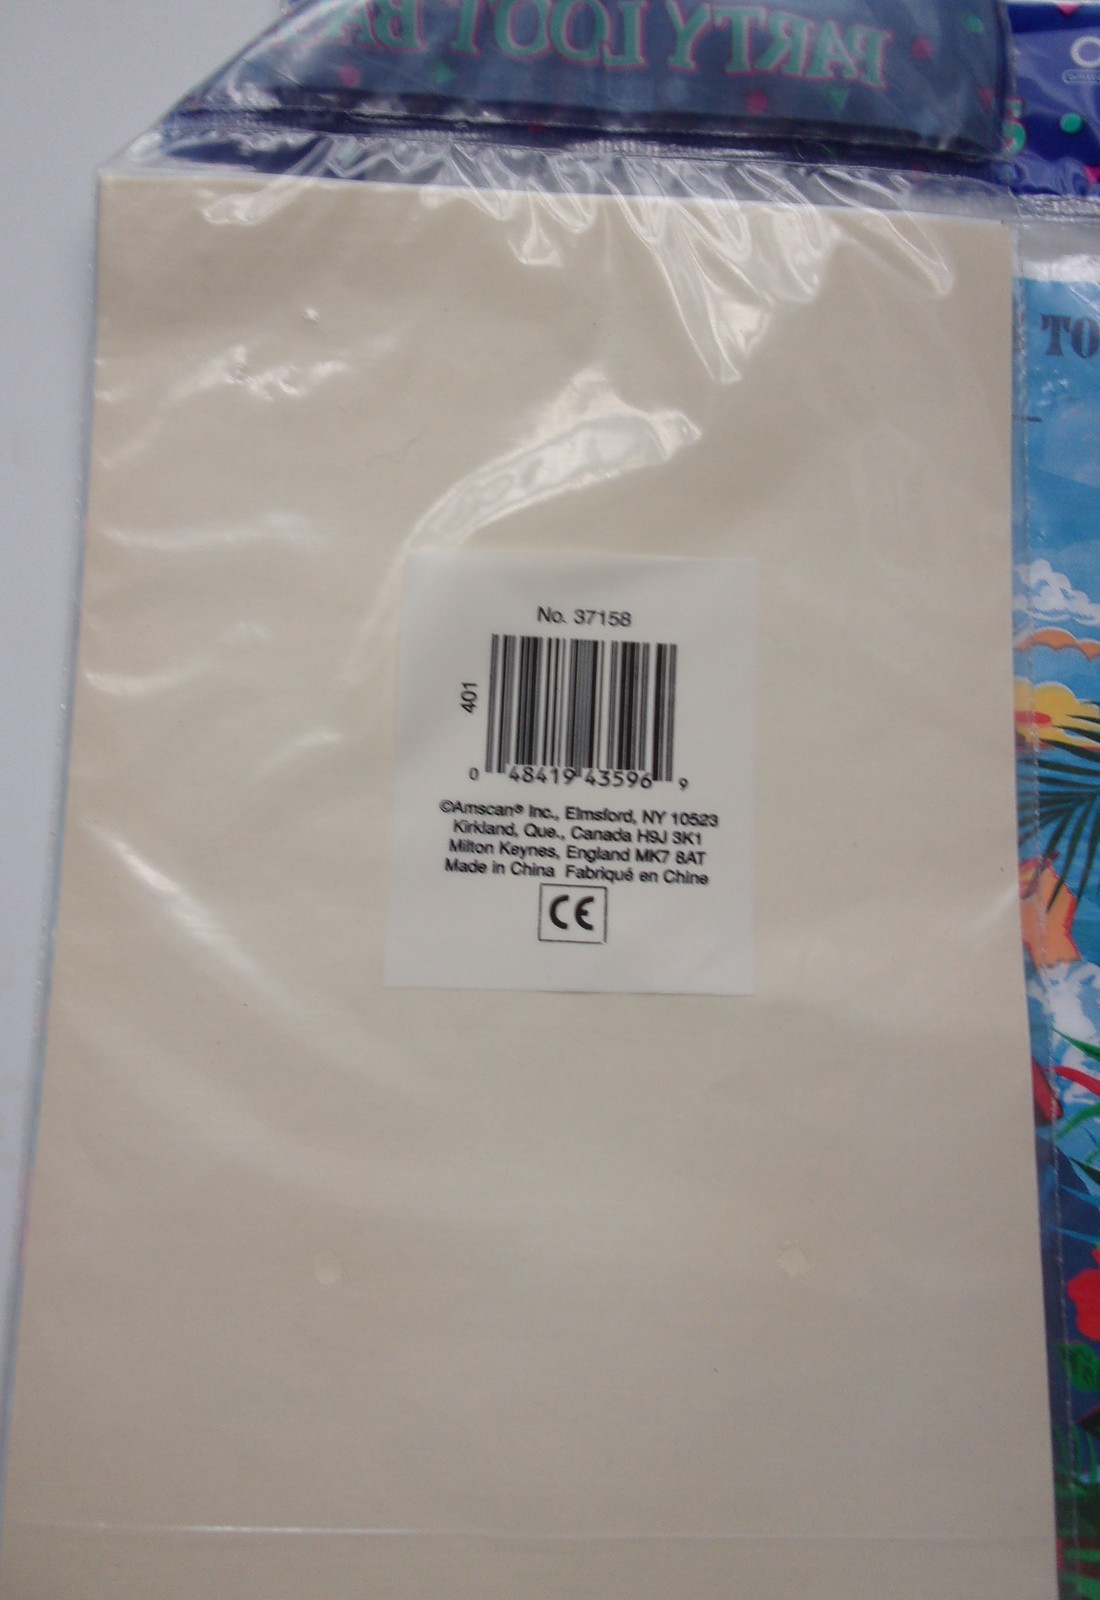 PARTY LOOT BA
TO
No. 37158
401
0 48419 43596 9
©Amscan® Inc., Elmsford, NY 10523
Kirkland, Que., Canada H9J 3K1
Milton Keynes, England MK7 8AT
Made in China Fabriqué en Chine
CE